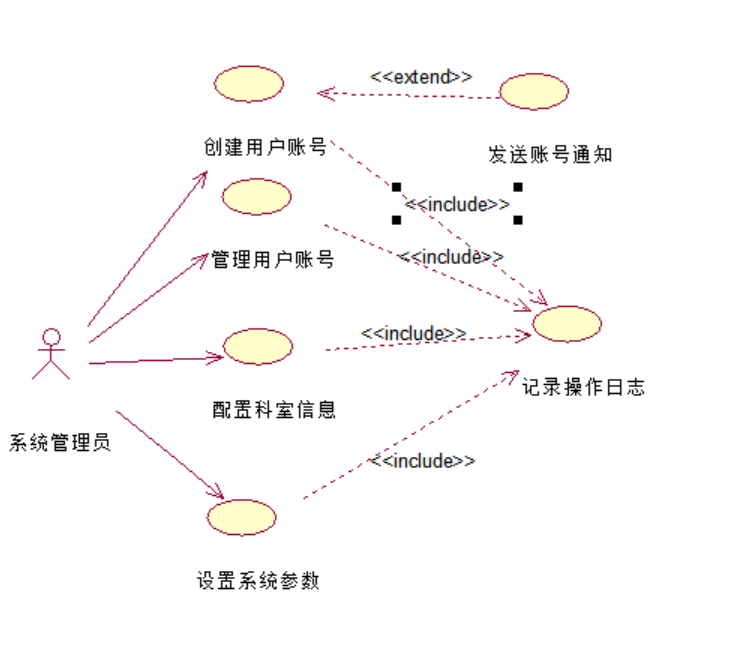 <<extend>>
创建用户账号
发送账号通知
<<include>>
管理用户账号
<<include>>
<<include>>
记录操作日志
配置科室信息
系统管理员
<<include>>
设置系统参数